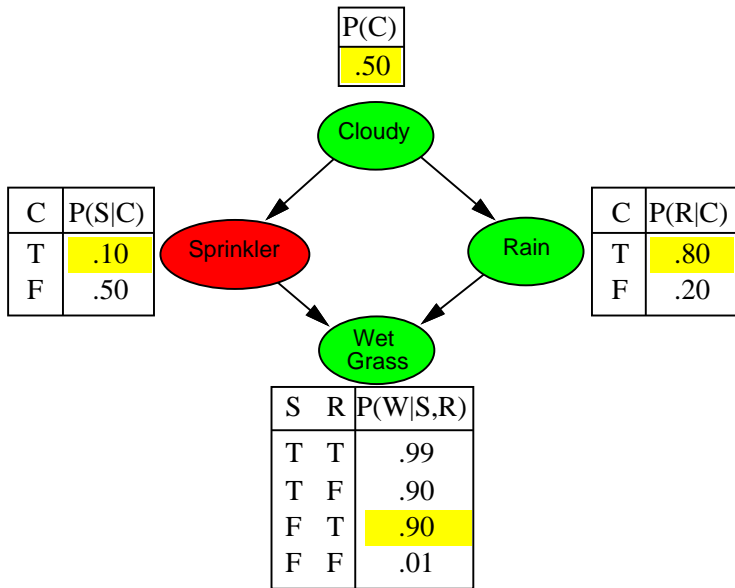 P(C)
.50
Cloudy
C P(S|C)
T .10
F .50
Sprinkler
Rain
C P(R|C)
T .80
F .20
Wet
Grass
S R P(W|S,R)
T T .99
T F .90
F T .90
F F .01